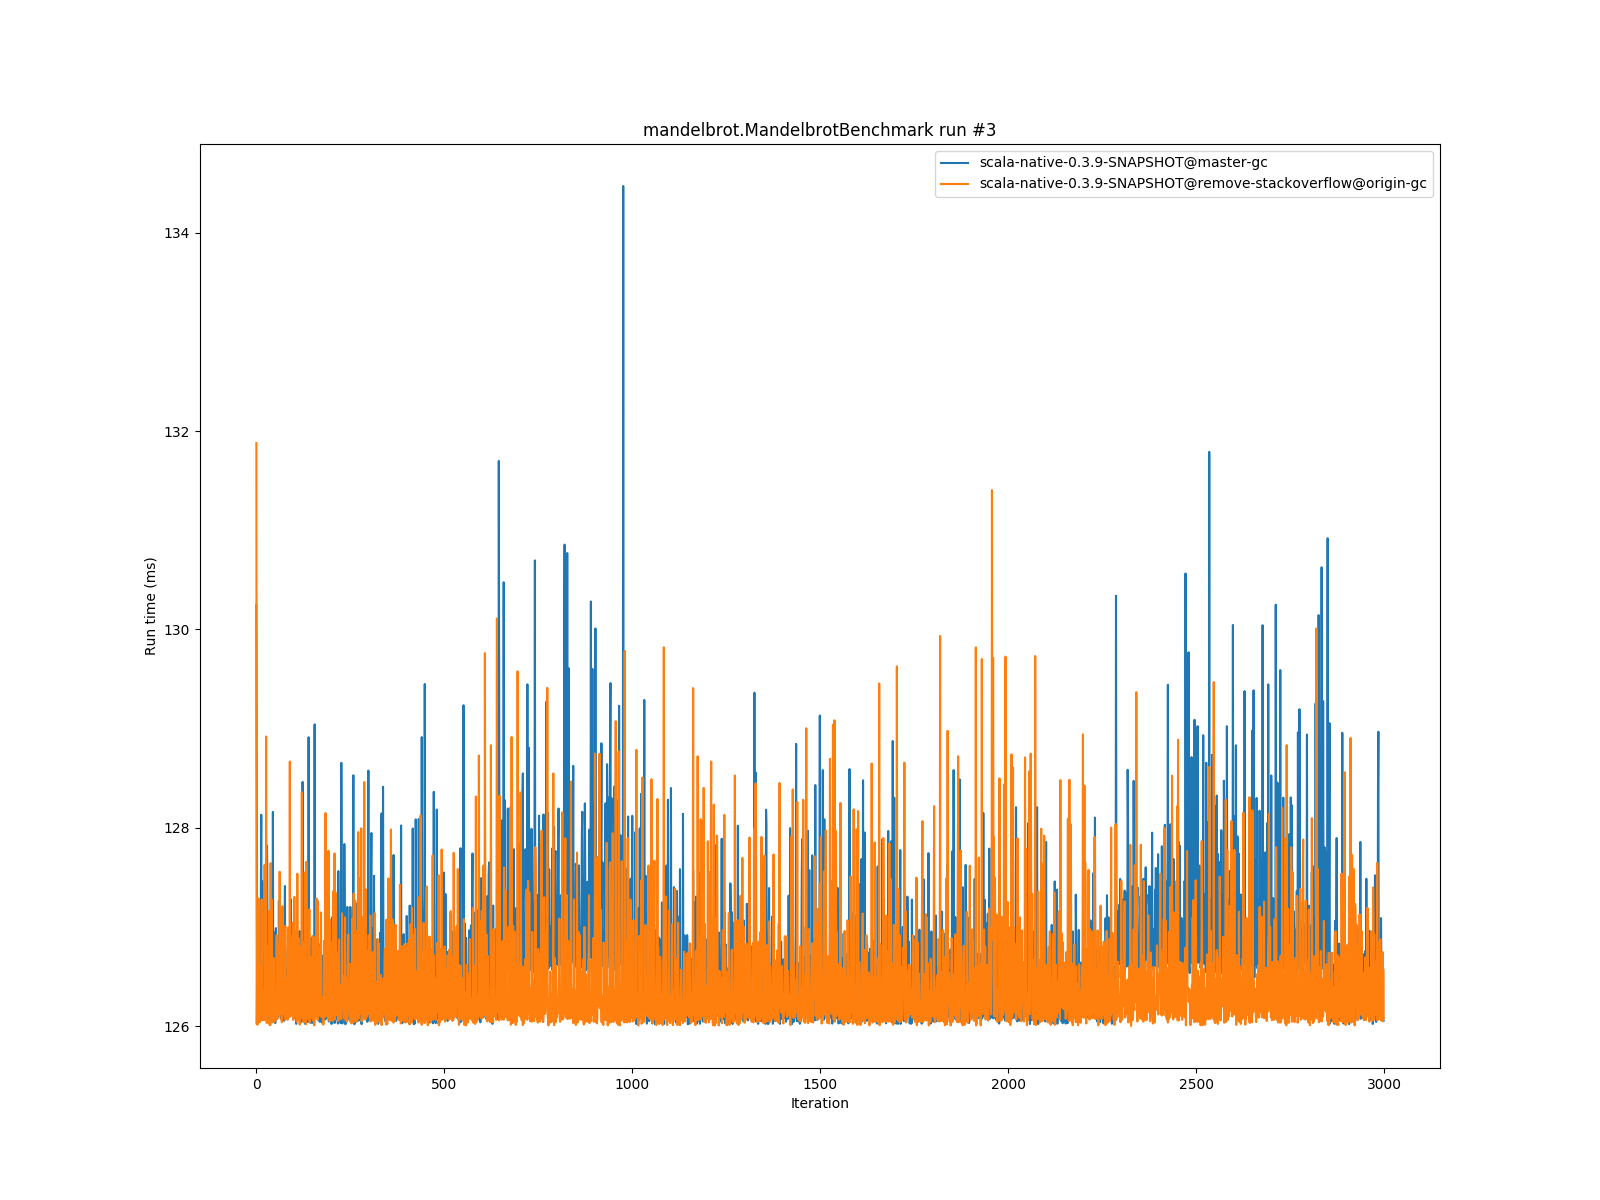 mandelbrot.MandelbrotBenchmark run #3
scala-native-0.3.9-SNAPSHOT@master-gc
scala-native-0.3.9-SNAPSHOT@remove-stackoverflow@origin-gc
134
132
130
128
126
Run time (ms)
0
500
1000
1500
2000
2500
3000
Iteration